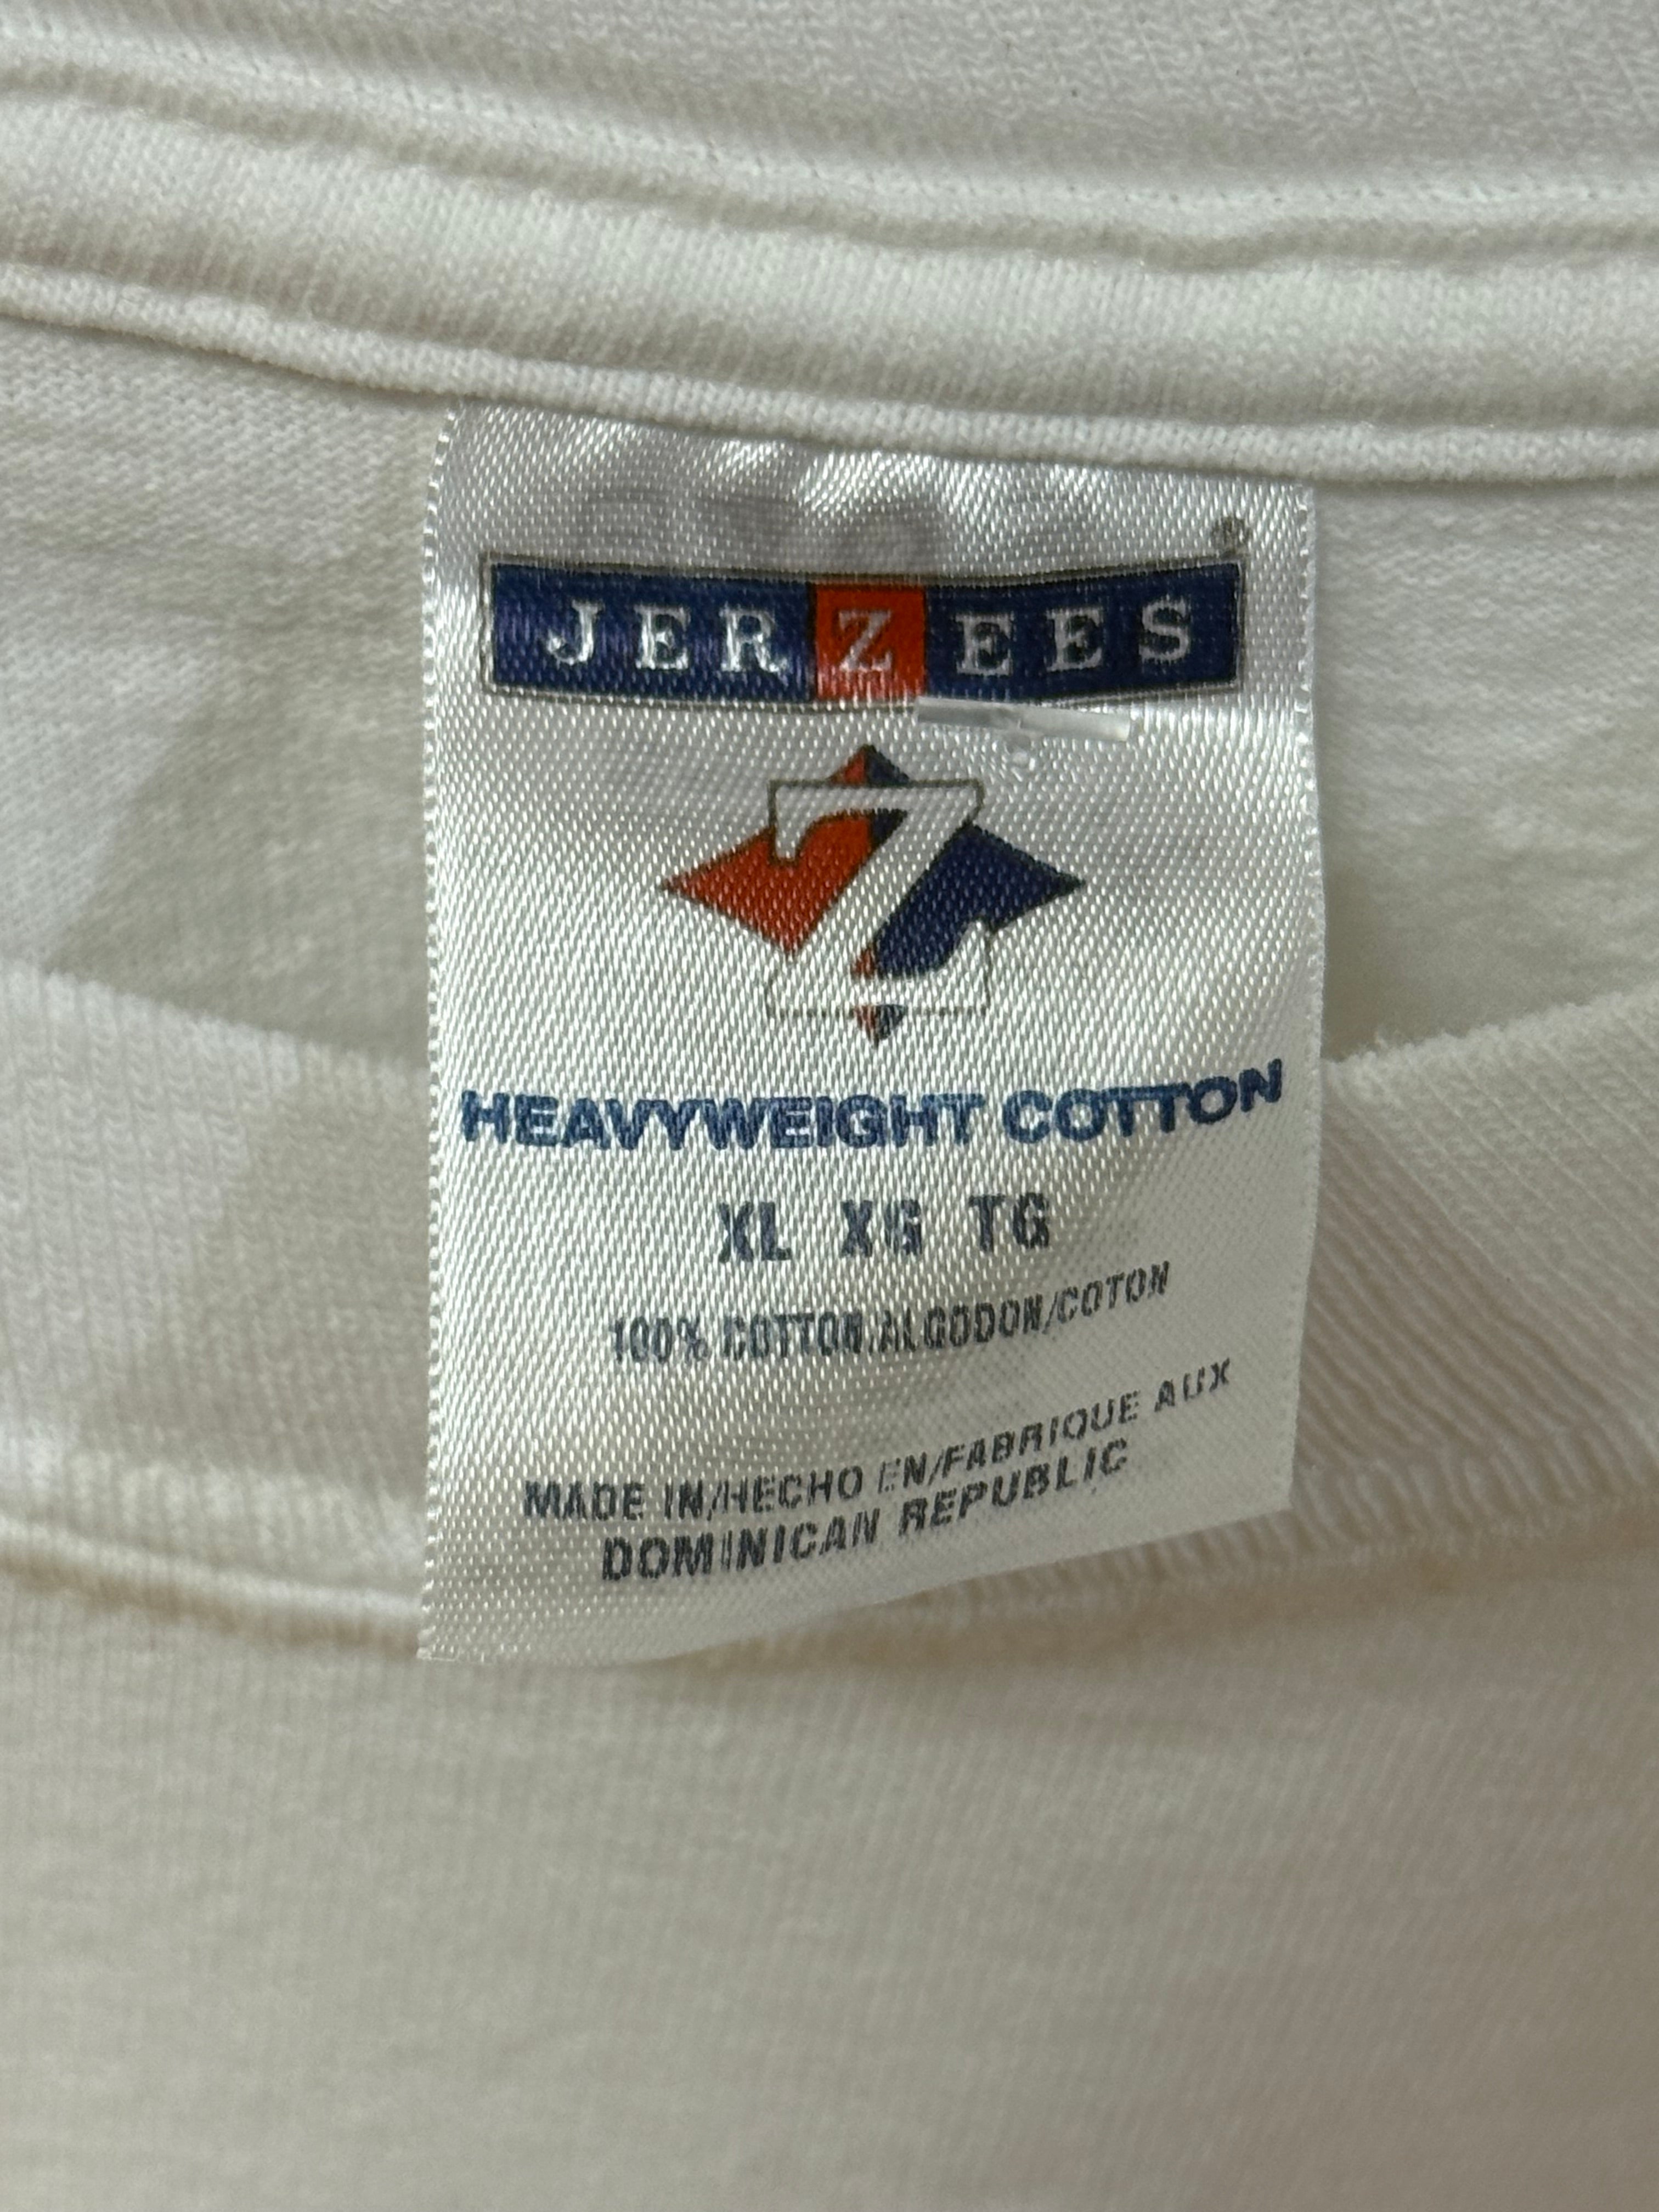 JERZEES®
Z
HEAVYWEIGHT COTTON
XL XG TG
100% COTTON/ALGODON/COTON
MADE IN/HECHO EN/FABRIQUE AUX
DOMINICAN REPUBLIC